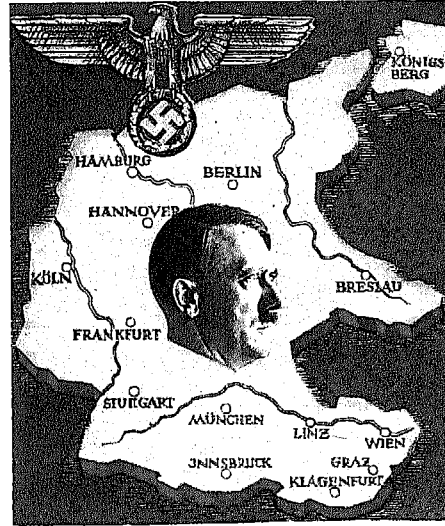 KÖNIGS
BERG
HAMBURG
BERLIN
HANNOVER
KÖLN
BRESLAU
FRANKFURT
STUTTGART
MÜNCHEN
LINZ
WIEN
INNSBRUCK
GRAZ
KLAGENFURT